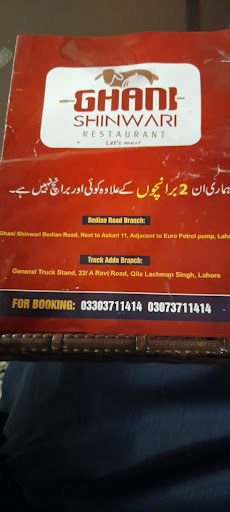 GHANI
SHINWARI
RESTAURANT
Let's meat
ہماری ان 2 برانچوں کے علاوہ کوئی اور برانچ نہیں ہے۔
Bedian Road Branch:
Ghani Shinwari Bedian Road, Next to Askari 11, Adjacent to Euro Petrol pump, Laho
Truck Adda Branch:
General Truck Stand, 22/ A Ravi Road, Qila Lachman Singh, Lahore
FOR BOOKING: 03303711414 03073711414